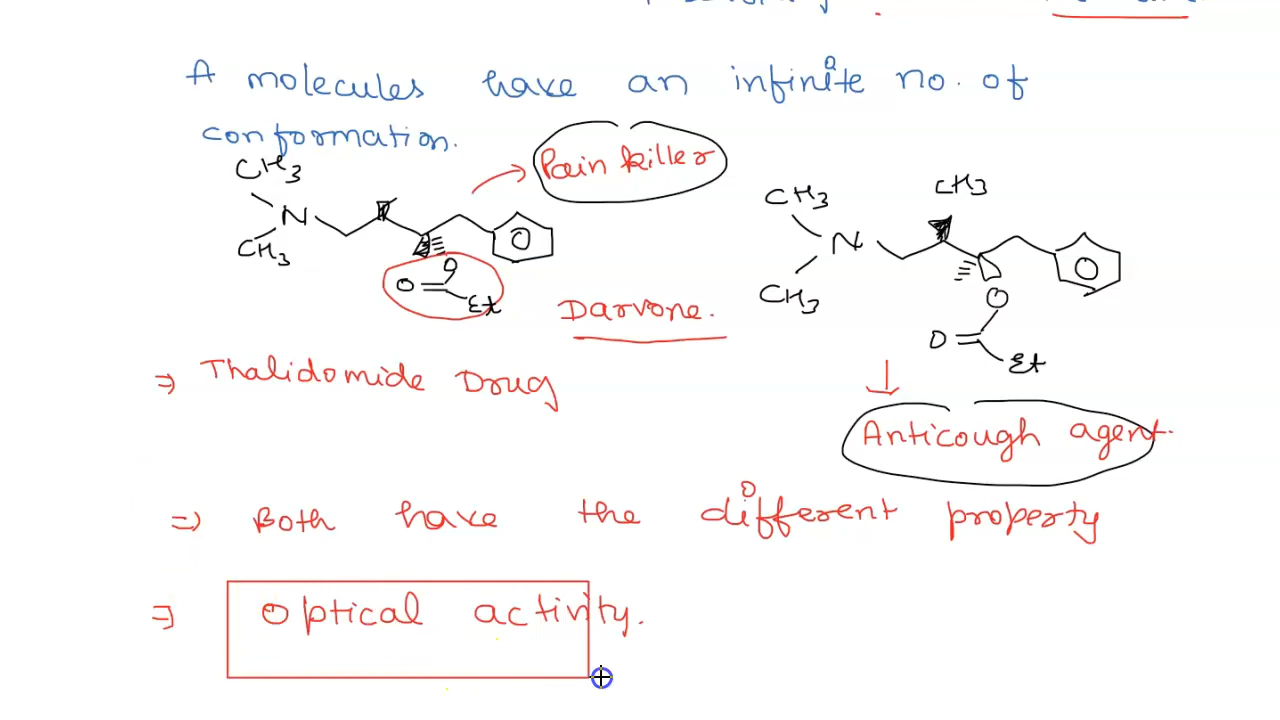 A molecules have an infinite no. of
conformation.
CH3
Pain killer
N
CH3
O
O
Et
Darvone.
CH3
CH3
N
CH3
O
O
Et
⇒ Thalidomide Drug
Anticough agent.
⇒ Both have the different property
⇒ Optical activity.